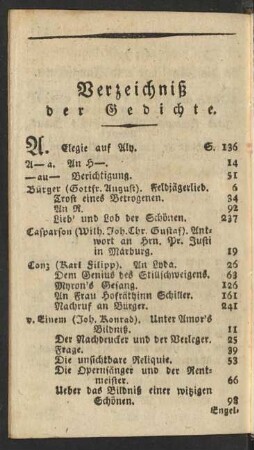 Verzeichniß
der Gedichte.
A. Elegie auf Aly. S. 136
A—a. An H—. 14
—au— Berichtigung. 51
Bürger (Gottfr. August). Feldjägerlied. 6
Trost eines Betrogenen. 34
An R. 92
Lieb' und Lob der Schönen. 237
Casparson (Wilh. Joh. Chr. Gustaf). Ant-
wort an Hrn. Pr. Justi
in Marburg. 19
Conz (Karl Filipp). An Lyda. 26
Dem Genius des Stillschweigens. 63
Myron's Gesang. 126
An Frau Hofräthinn Schiller. 161
Nachruf an Bürger. 241
v. Einem (Joh. Konrad). Unter Amor's
Bildniß. 11
Der Nachdrucker und der Verleger. 25
Frage. 39
Die unsichtbare Reliquie. 53
Die Opernsänger und der Rent-
meister. 66
Ueber das Bildniß einer witzigen
Schönen. 98
Engel-